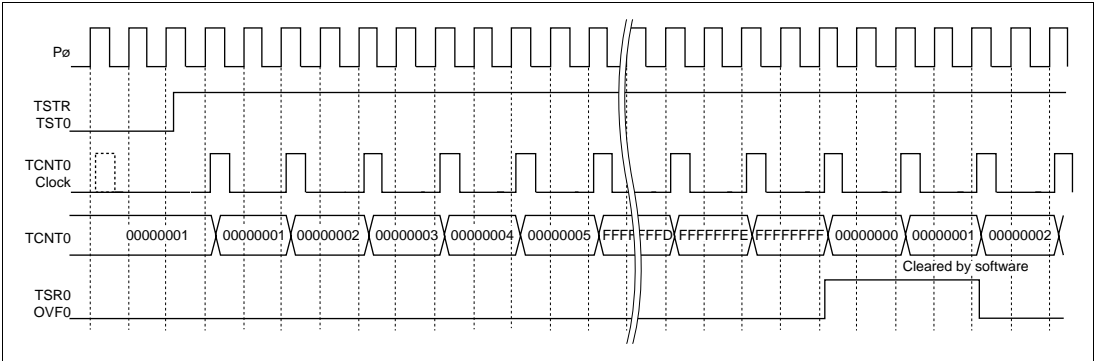 Pø
TSTR
TST0
TCNT0
Clock
TCNT0 00000001 00000001 00000002 00000003 00000004 00000005 FFFFFFFD FFFFFFFE FFFFFFFF 00000000 00000001 00000002
Cleared by software
TSR0
OVF0